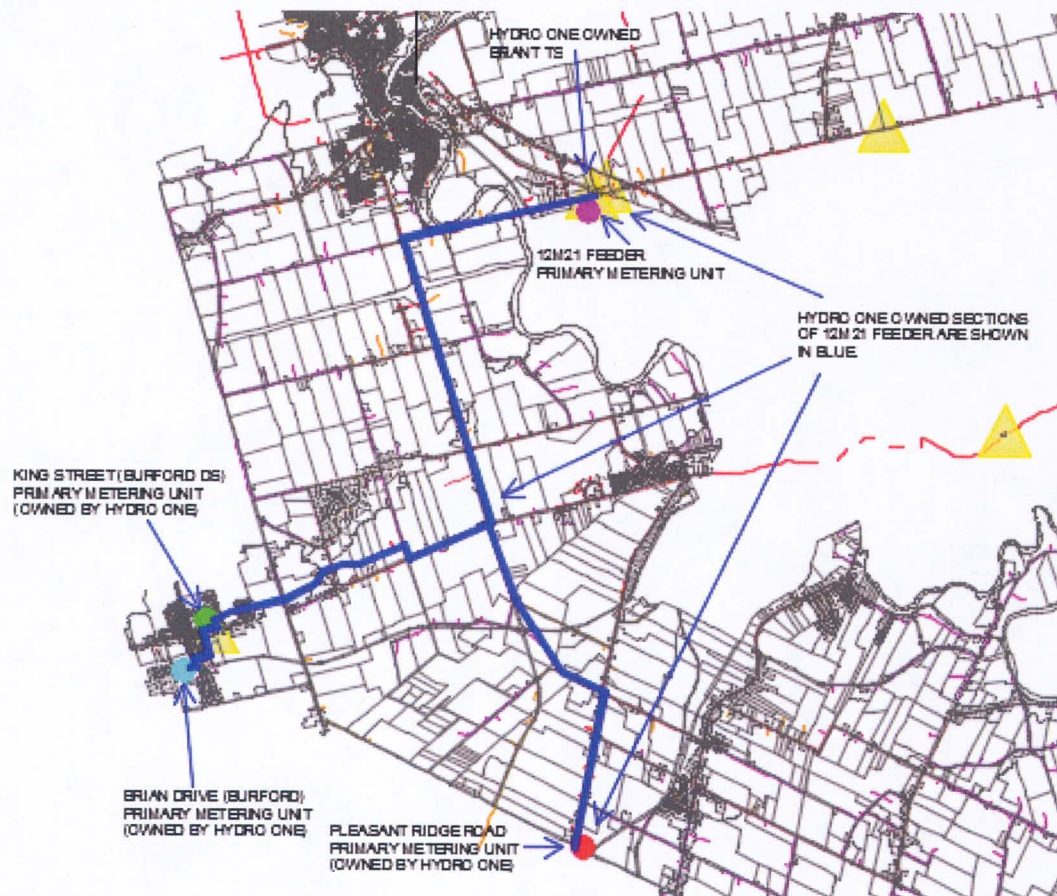 HYDRO ONE OWNED
BRANT TS
12M21 FEEDER
PRIMARY METERING UNIT
HYDRO ONE OWNED SECTIONS
OF 12M21 FEEDER ARE SHOWN
IN BLUE.
KING STREET (BURFORD DS)
PRIMARY METERING UNIT
(OWNED BY HYDRO ONE)
BRIAN DRIVE (BURFORD)
PRIMARY METERING UNIT
(OWNED BY HYDRO ONE)
PLEASANT RIDGE ROAD
PRIMARY METERING UNIT
(OWNED BY HYDRO ONE)